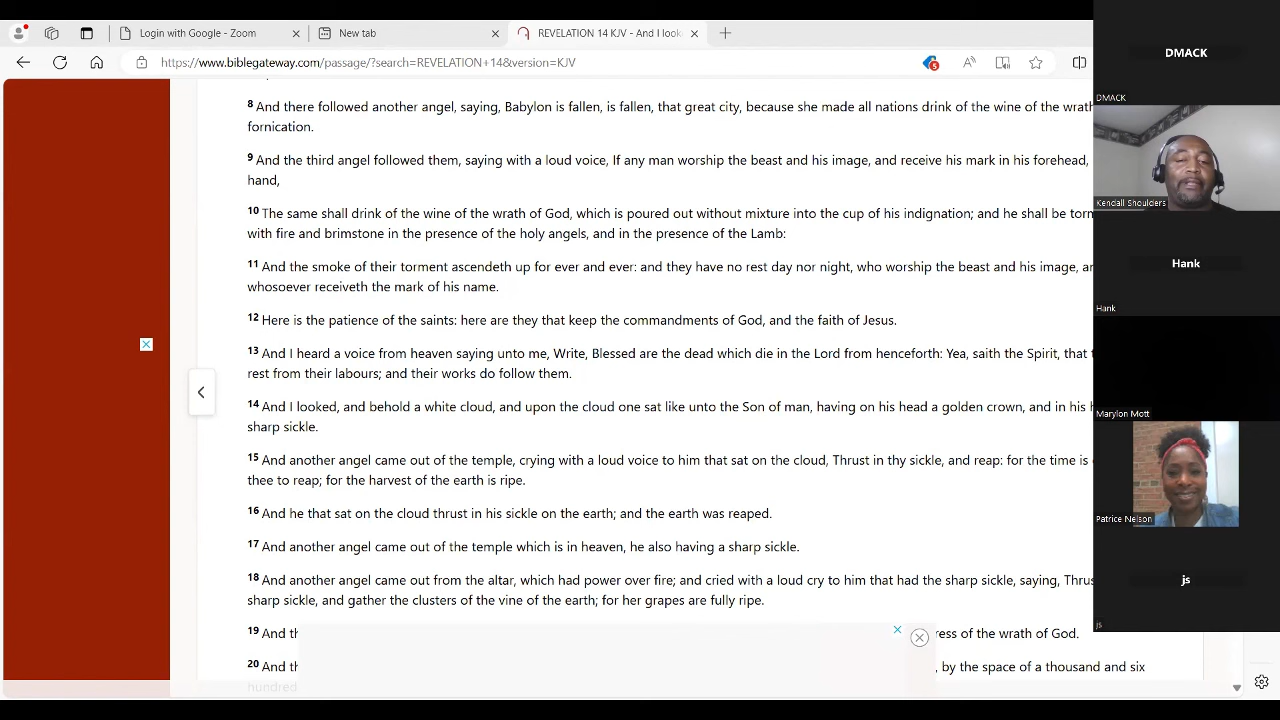 Login with Google - Zoom
New tab
REVELATION 14 KJV - And I look
https://www.biblegateway.com/passage/?search=REVELATION+14&version=KJV
5
8 And there followed another angel, saying, Babylon is fallen, is fallen, that great city, because she made all nations drink of the wine of the wrath
fornication.
9 And the third angel followed them, saying with a loud voice, If any man worship the beast and his image, and receive his mark in his forehead,
hand,
10 The same shall drink of the wine of the wrath of God, which is poured out without mixture into the cup of his indignation; and he shall be
with fire and brimstone in the presence of the holy angels, and in the presence of the Lamb:
11 And the smoke of their torment ascendeth up for ever and ever: and they have no rest day nor night, who worship the beast and his image,
whosoever receiveth the mark of his name.
12 Here is the patience of the saints: here are they that keep the commandments of God, and the faith of Jesus.
13 And I heard a voice from heaven saying unto me, Write, Blessed are the dead which die in the Lord from henceforth: Yea, saith the Spirit, that
rest from their labours; and their works do follow them.
14 And I looked, and behold a white cloud, and upon the cloud one sat like unto the Son of man, having on his head a golden crown, and in his
sharp sickle.
15 And another angel came out of the temple, crying with a loud voice to him that sat on the cloud, Thrust in thy sickle, and reap: for the time is
thee to reap; for the harvest of the earth is ripe.
16 And he that sat on the cloud thrust in his sickle on the earth; and the earth was reaped.
17 And another angel came out of the temple which is in heaven, he also having a sharp sickle.
18 And another angel came out from the altar, which had power over fire; and cried with a loud cry to him that had the sharp sickle, saying,
sharp sickle, and gather the clusters of the vine of the earth; for her grapes are fully ripe.
19 And of the wrath of God.
20 And , by the space of a thousand and six
hundred
DMACK
DMACK
Kendall Shoulders
Hank
Hank
Marylon Mott
Patrice Nelson
js
js